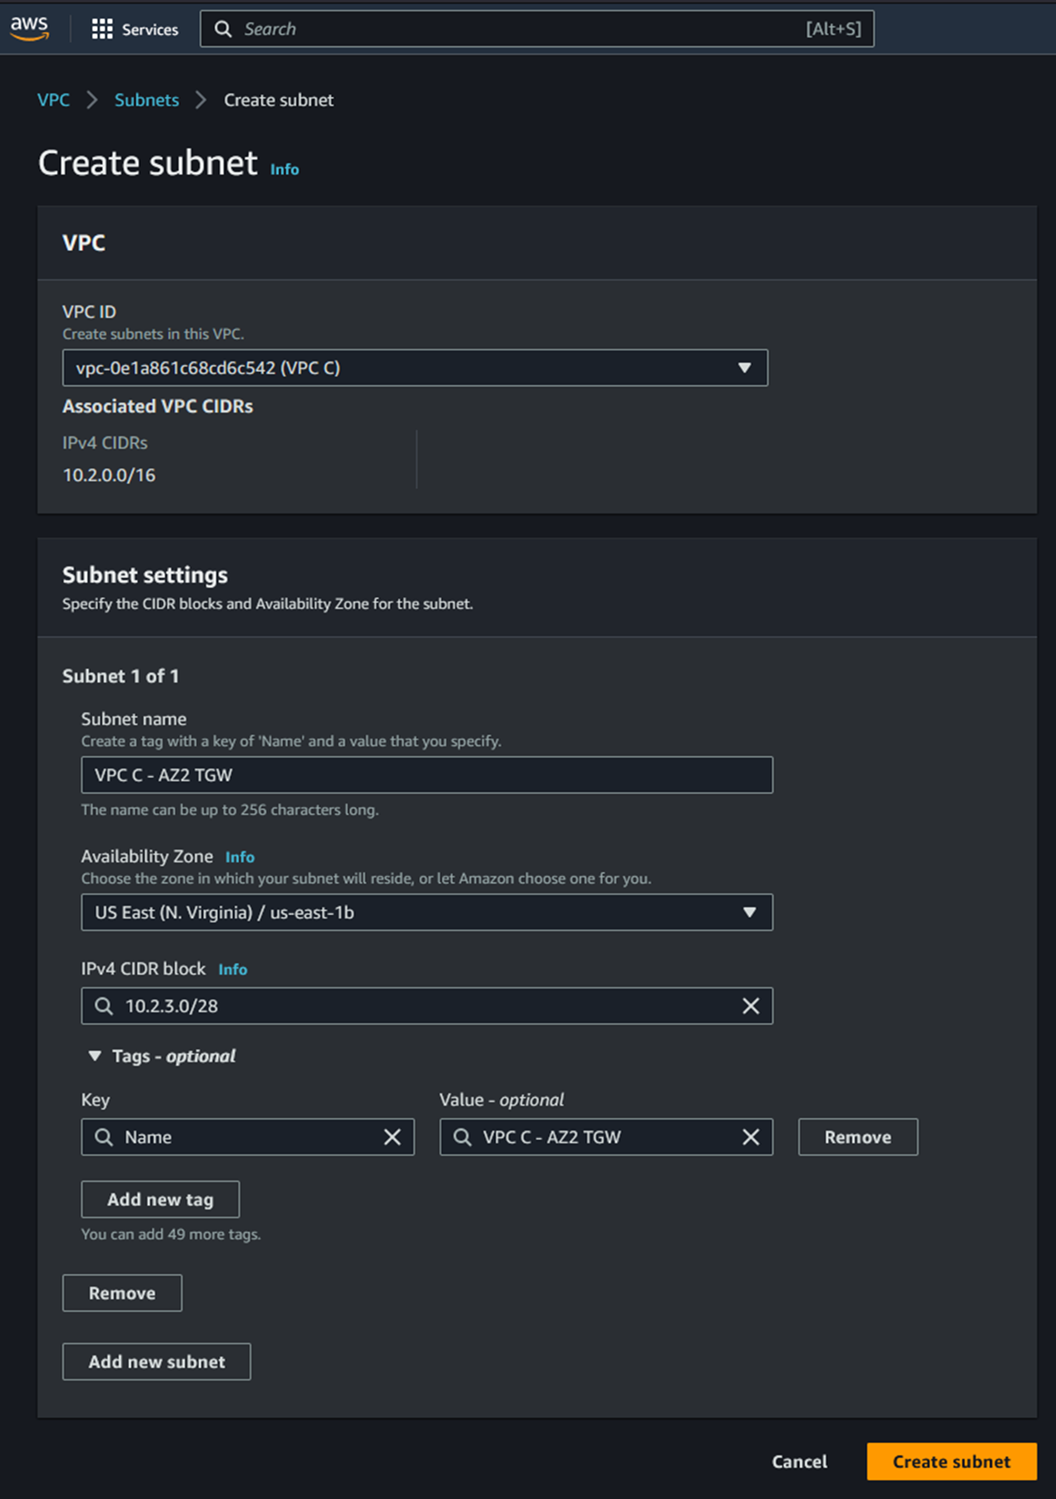 aws Services Search [Alt+S]
VPC Subnets Create subnet
Create subnet Info
VPC
VPC ID
Create subnets in this VPC.
vpc-0e1a861c68cd6c542 (VPC C)
Associated VPC CIDRs
IPv4 CIDRs
10.2.0.0/16
Subnet settings
Specify the CIDR blocks and Availability Zone for the subnet.
Subnet 1 of 1
Subnet name
Create a tag with a key of 'Name' and a value that you specify.
VPC C - AZ2 TGW
The name can be up to 256 characters long.
Availability Zone Info
Choose the zone in which your subnet will reside, or let Amazon choose one for you.
US East (N. Virginia) / us-east-1b
IPv4 CIDR block Info
10.2.3.0/28
Tags - optional
Key Value - optional
Name VPC C - AZ2 TGW Remove
Add new tag
You can add 49 more tags.
Remove
Add new subnet
Cancel Create subnet